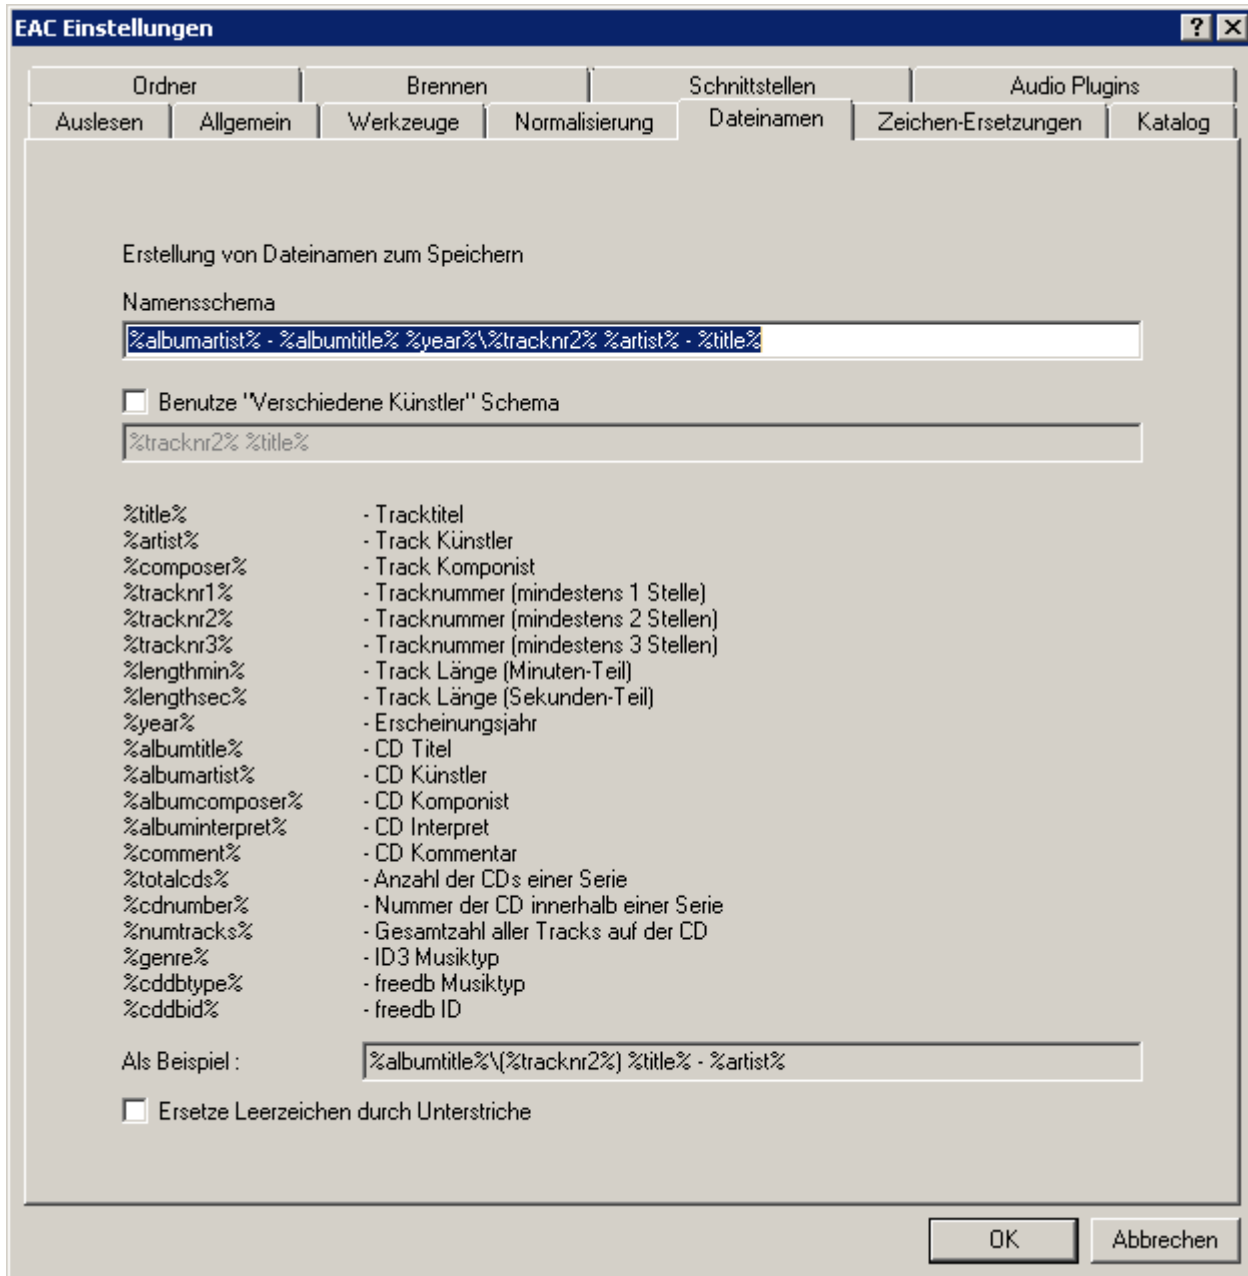 EAC Einstellungen
Ordner Brennen Schnittstellen Audio Plugins
Auslesen Allgemein Werkzeuge Normalisierung Dateinamen Zeichen-Ersetzungen Katalog
Erstellung von Dateinamen zum Speichern
Namensschema
%albumartist% - %albumtitle% %year%\%tracknr2% %artist% - %title%
Benutze "Verschiedene Künstler" Schema
%tracknr2% %title%
%title% - Tracktitel
%artist% - Track Künstler
%composer% - Track Komponist
%tracknr1% - Tracknummer (mindestens 1 Stelle)
%tracknr2% - Tracknummer (mindestens 2 Stellen)
%tracknr3% - Tracknummer (mindestens 3 Stellen)
%lengthmin% - Track Länge (Minuten-Teil)
%lengthsec% - Track Länge (Sekunden-Teil)
%year% - Erscheinungsjahr
%albumtitle% - CD Titel
%albumartist% - CD Künstler
%albumcomposer% - CD Komponist
%albuminterpret% - CD Interpret
%comment% - CD Kommentar
%totalcds% - Anzahl der CDs einer Serie
%cdnumber% - Nummer der CD innerhalb einer Serie
%numtracks% - Gesamtzahl aller Tracks auf der CD
%genre% - ID3 Musiktyp
%cddbtype% - freedb Musiktyp
%cddbid% - freedb ID
Als Beispiel : %albumtitle%\(%tracknr2%) %title% - %artist%
Ersetze Leerzeichen durch Unterstriche
OK Abbrechen